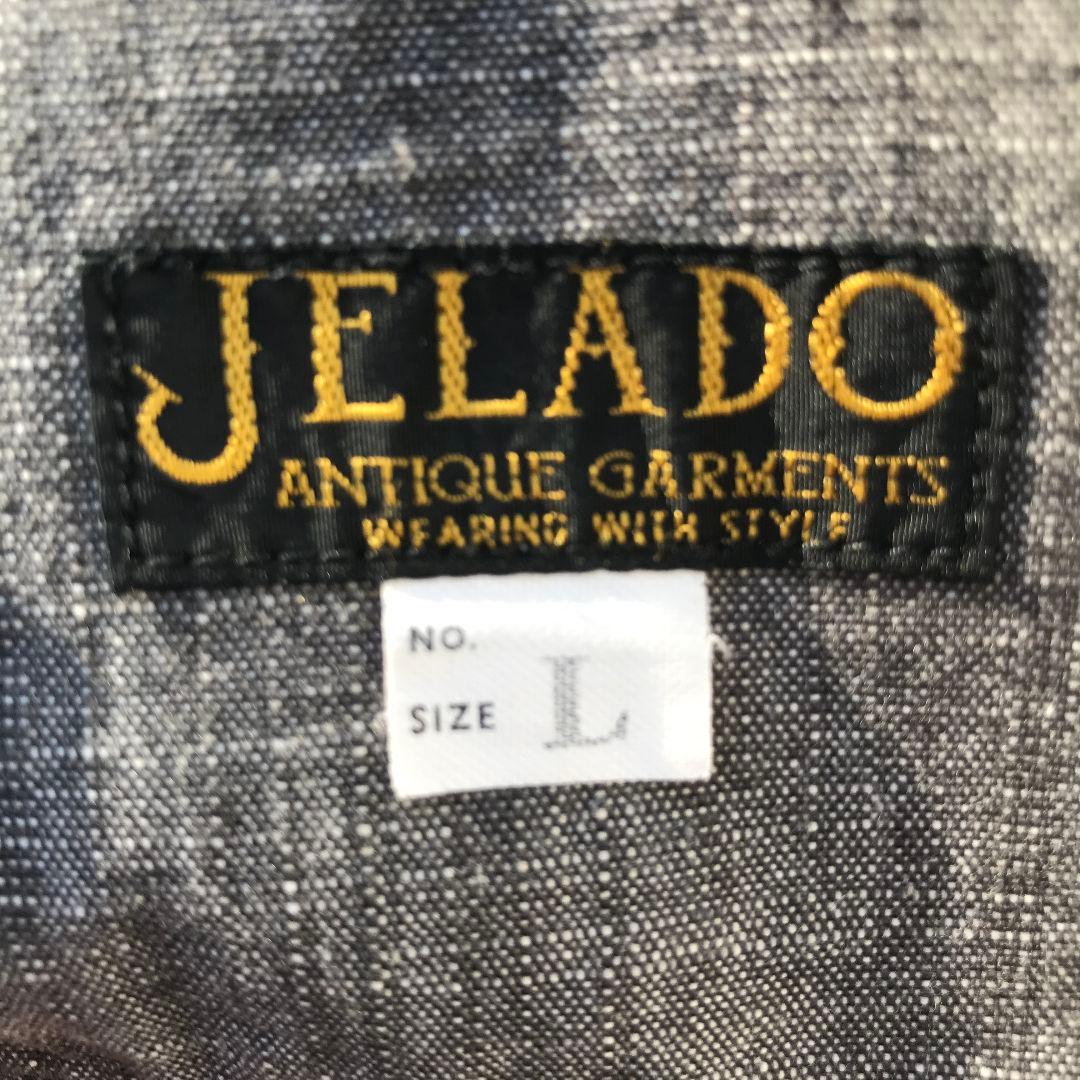 JELADO
ANTIQUE GARMENTS
WEARING WITH STYLE
NO.
SIZE L